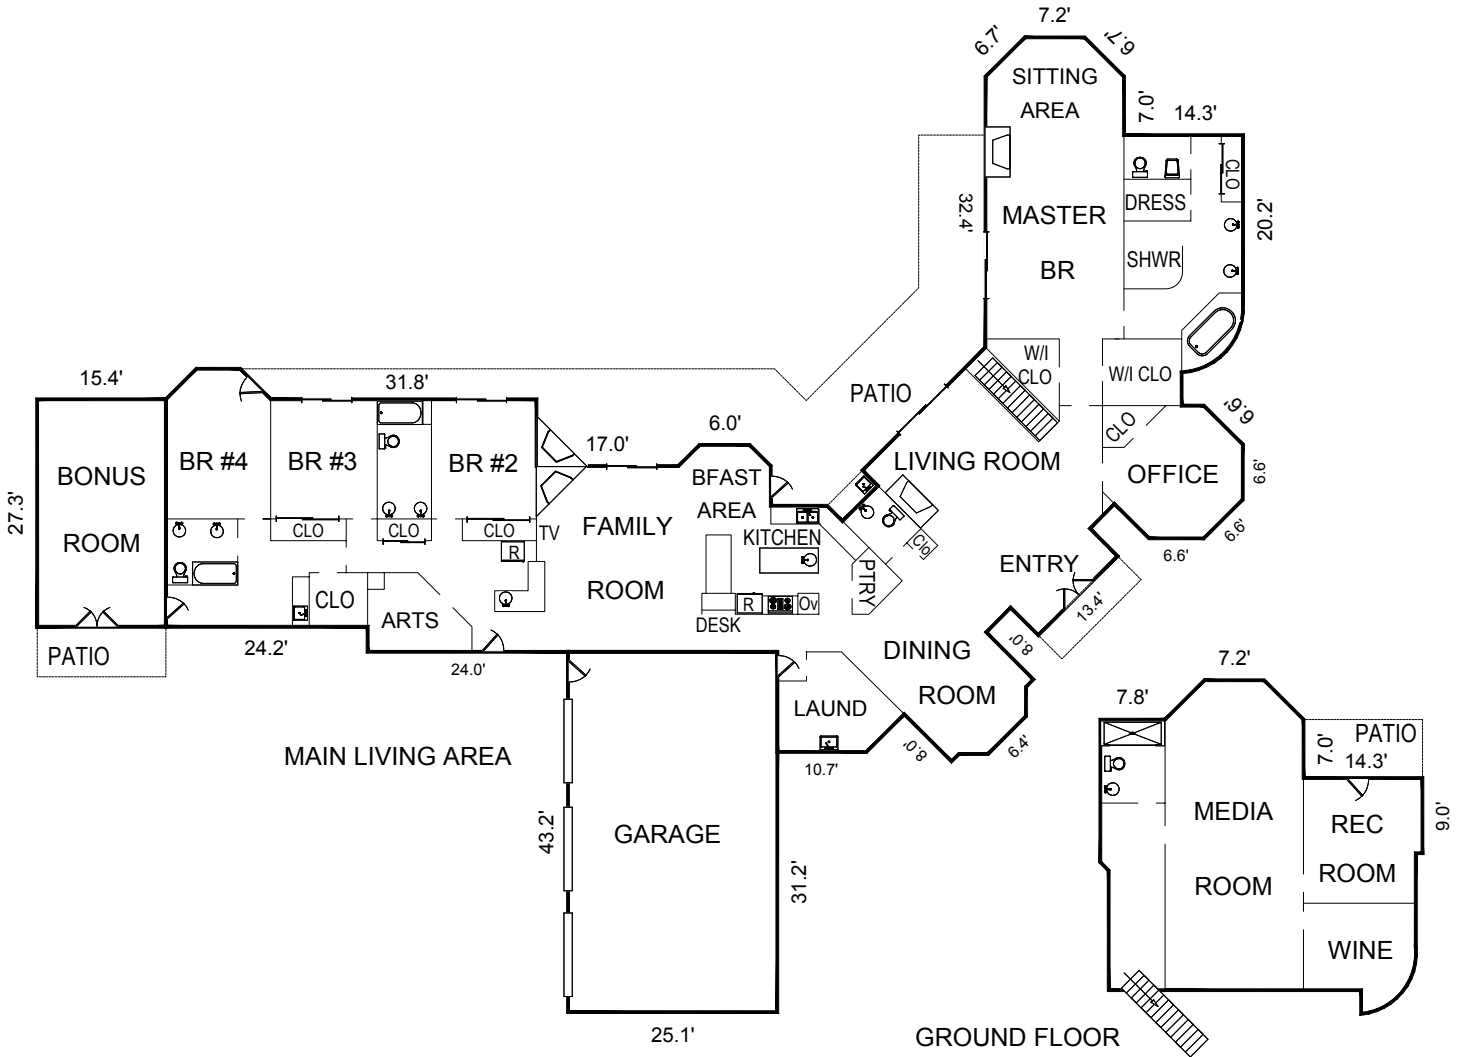 7.2'
6.7'
6.7'
SITTING
AREA
7.0'
14.3'
CLO
DRESS
32.4'
MASTER
BR
20.2'
SHWR
W/I
CLO
W/I CLO
15.4'
31.8'
PATIO
6.0'
17.0'
CLO
6.6'
BONUS
ROOM
BR #4
BR #3
BR #2
BFAST
AREA
LIVING ROOM
OFFICE
6.6'
27.3'
CLO
CLO
CLO
TV
R
FAMILY
ROOM
KITCHEN
Clo
6.6'
6.6'
ENTRY
PTRY
CLO
ARTS
R
Ov
DESK
13.4'
PATIO
24.2'
24.0'
DINING
ROOM
8.0'
LAUND
8.0'
6.4'
10.7'
MAIN LIVING AREA
43.2'
GARAGE
31.2'
25.1'
7.2'
7.8'
7.0'
PATIO
14.3'
MEDIA
ROOM
REC
ROOM
9.0'
WINE
GROUND FLOOR